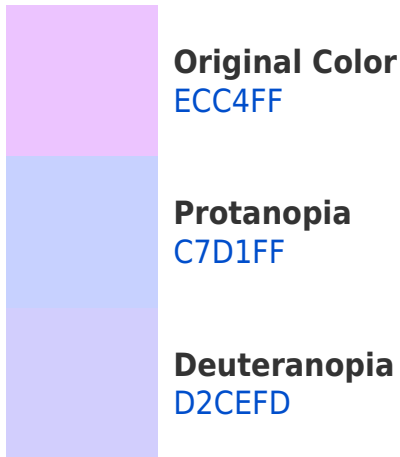 Original Color
ECC4FF
Protanopia
C7D1FF
Deuteranopia
D2CEFD